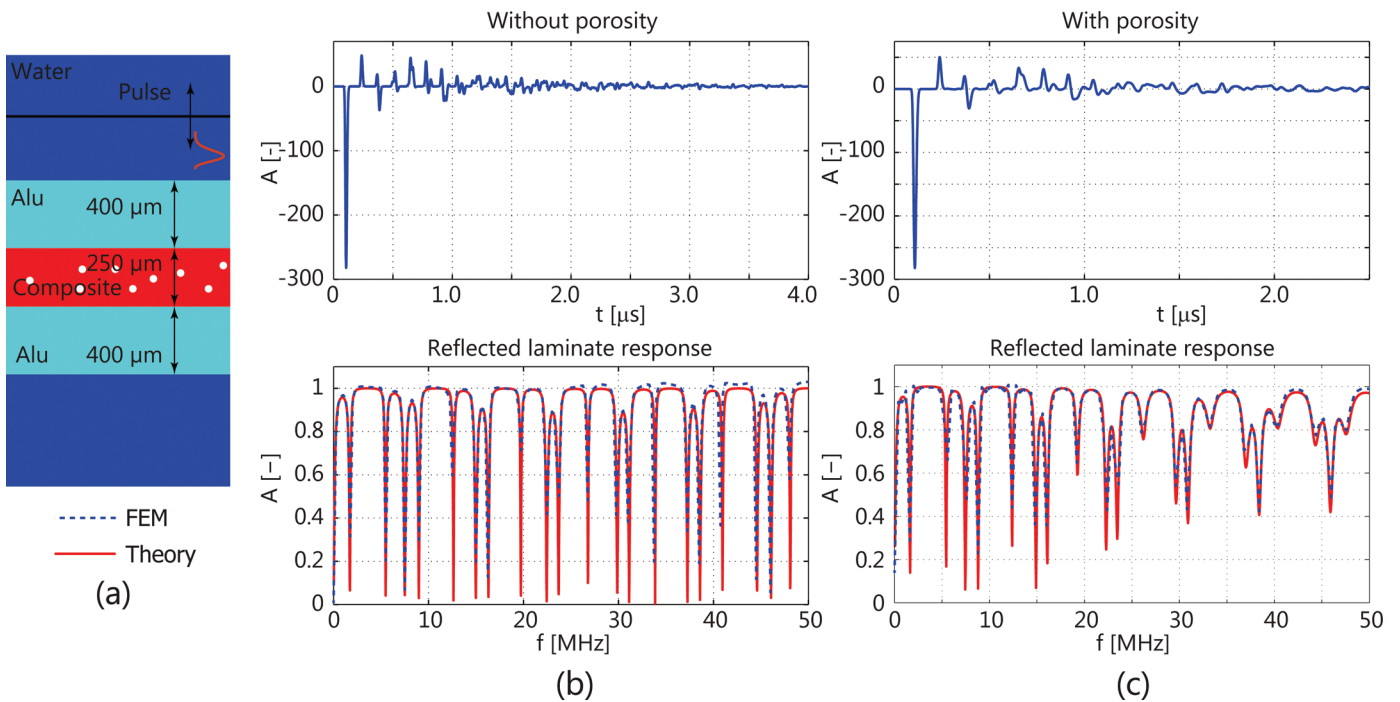 Water
Pulse
Alu
400 µm
250 µm
Composite
Alu
400 µm
FEM
Theory
(a)
Without porosity
A [-]
0
-100
-200
-300
0
1.0
2.0
3.0
4.0
t [µs]
Reflected laminate response
A [–]
1
0.8
0.6
0.4
0.2
0
0
10
20
30
40
50
f [MHz]
(b)
With porosity
A [-]
0
-100
-200
-300
0
1.0
2.0
t [µs]
Reflected laminate response
A [–]
1
0.8
0.6
0.4
0.2
0
0
10
20
30
40
50
f [MHz]
(c)